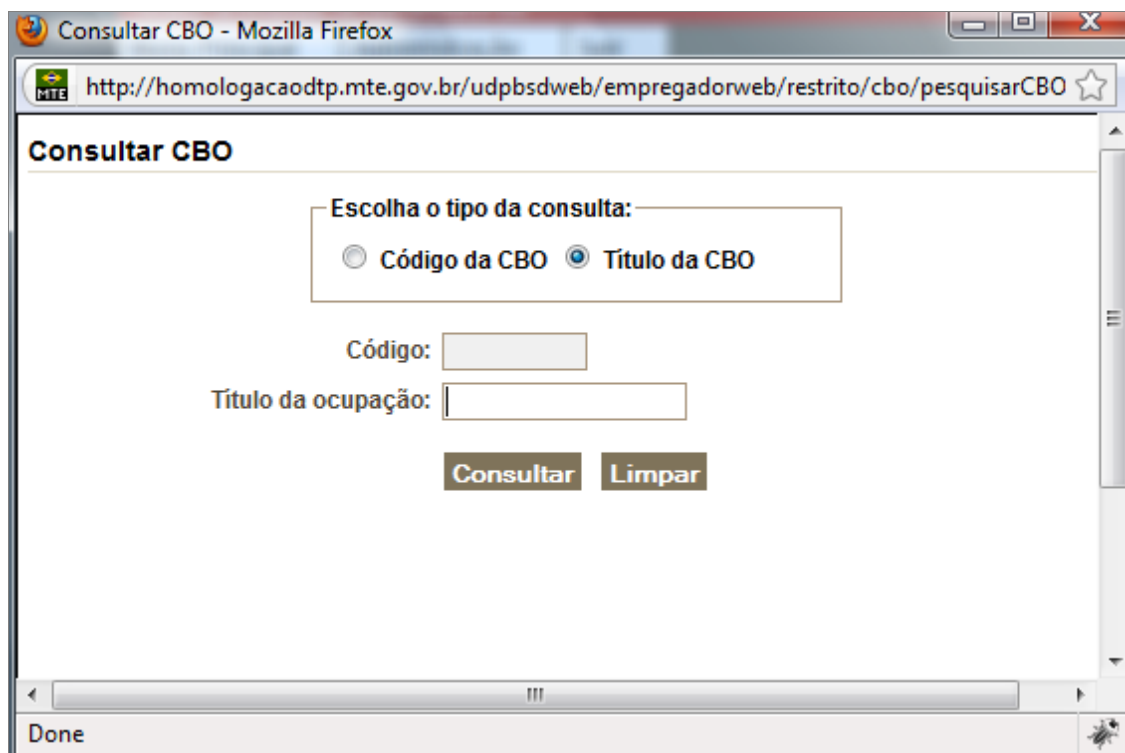 Consultar CBO - Mozilla Firefox
MTE http://homologacaodtp.mte.gov.br/udpbsdweb/empregadorweb/restrito/cbo/pesquisarCBO
Consultar CBO
Escolha o tipo da consulta:
Código da CBO Título da CBO
Código:
Título da ocupação:
Consultar Limpar
Done